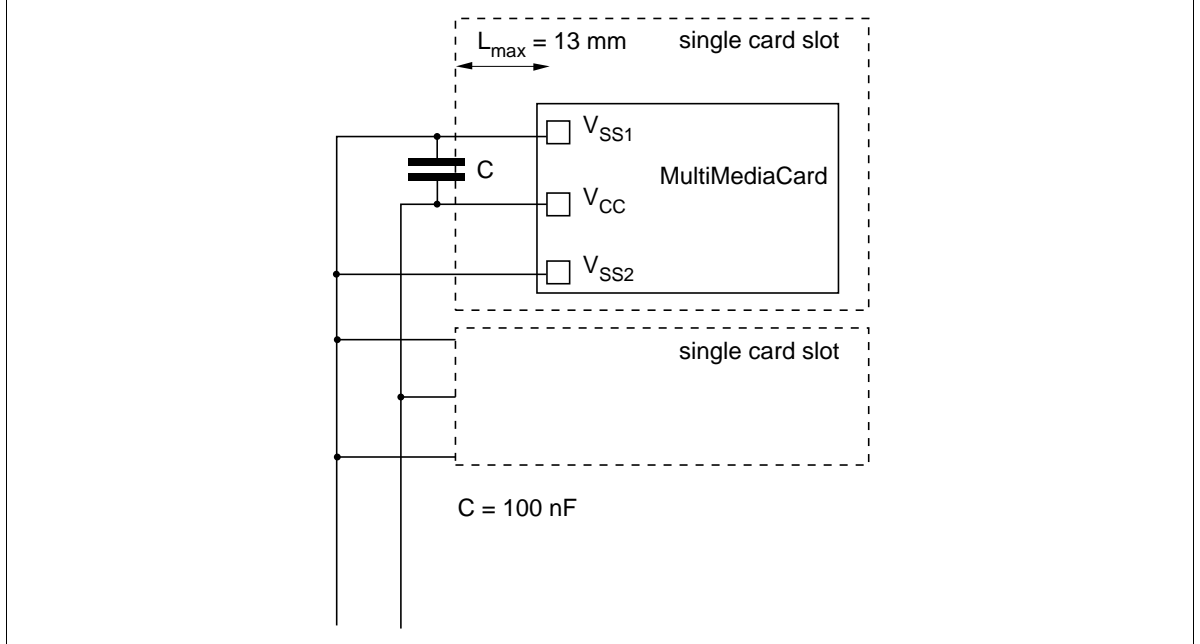 L_max = 13 mm single card slot
V_SS1
C
MultiMediaCard
V_CC
V_SS2
single card slot
C = 100 nF